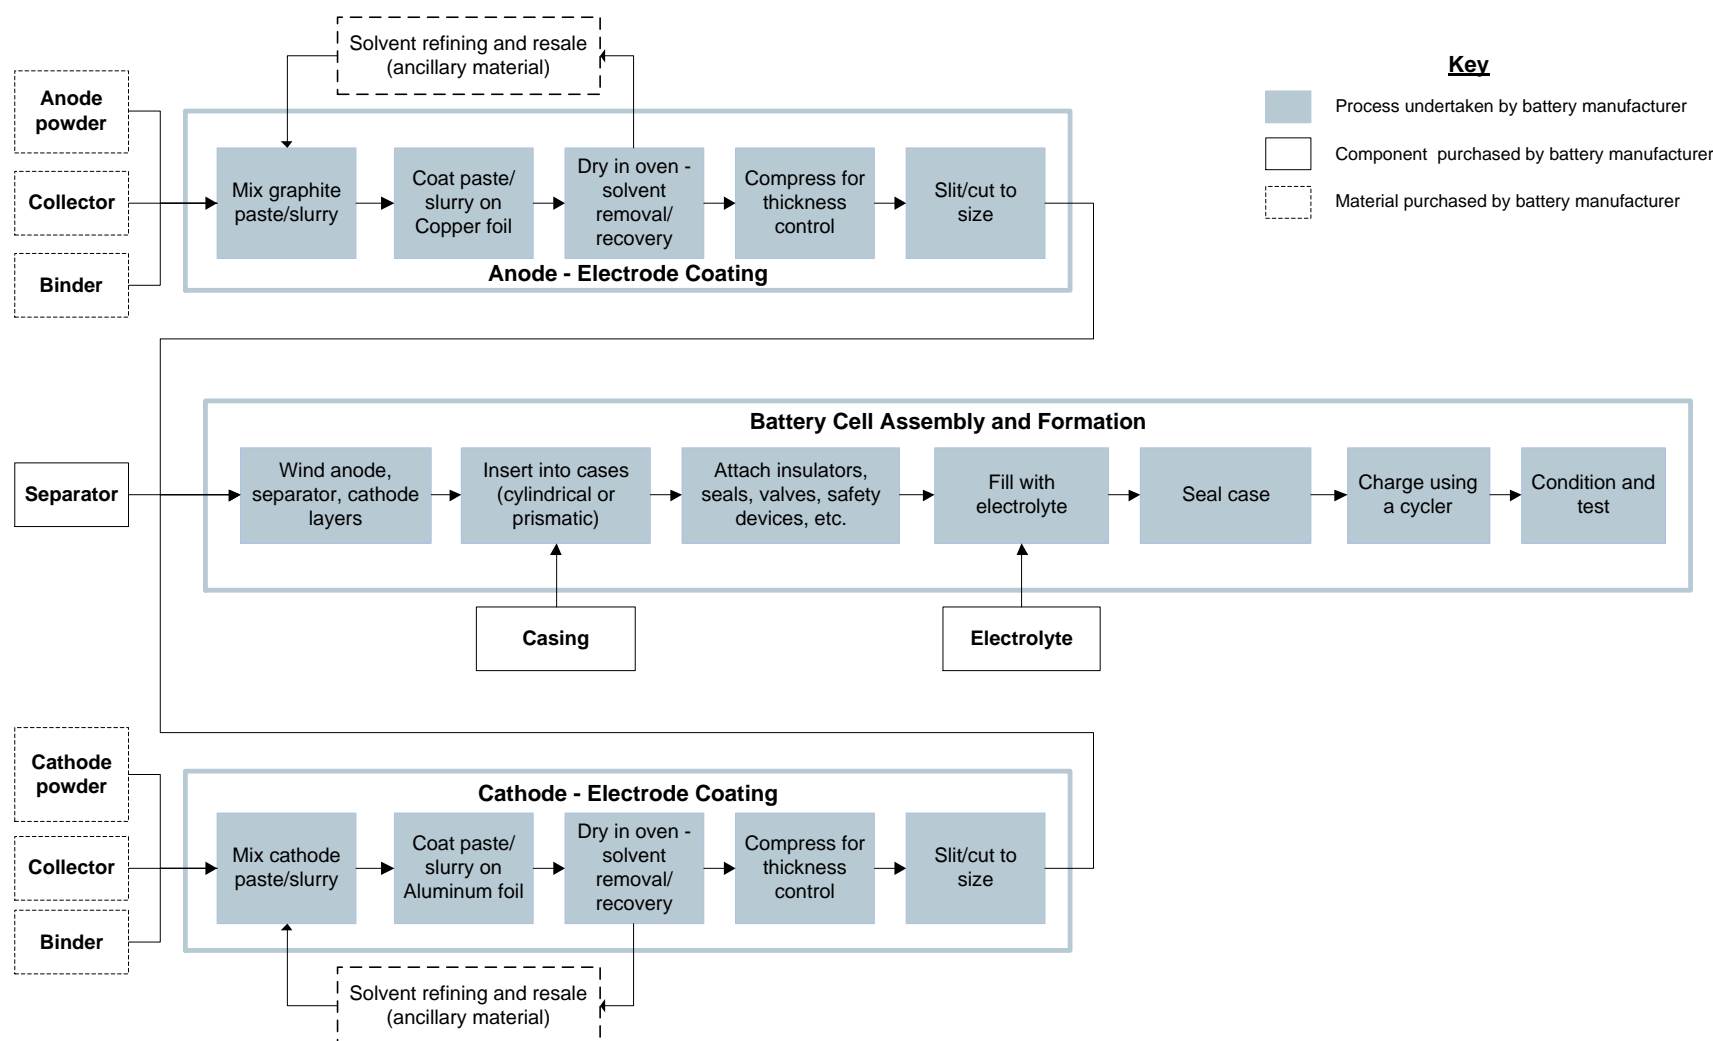 Solvent refining and resale
(ancillary material)
Key
Process undertaken by battery manufacturer
Component  purchased by battery manufacturer
Material purchased by battery manufacturer
Anode
powder
Collector
Binder
Mix graphite
paste/slurry
Coat paste/
slurry on
Copper foil
Dry in oven -
solvent
removal/
recovery
Compress for
thickness
control
Slit/cut to
size
Anode - Electrode Coating
Battery Cell Assembly and Formation
Separator
Wind anode,
separator, cathode
layers
Insert into cases
(cylindrical or
prismatic)
Attach insulators,
seals, valves, safety
devices, etc.
Fill with
electrolyte
Seal case
Charge using
a cycler
Condition and
test
Casing
Electrolyte
Cathode
powder
Collector
Binder
Cathode - Electrode Coating
Mix cathode
paste/slurry
Coat paste/
slurry on
Aluminum foil
Dry in oven -
solvent
removal/
recovery
Compress for
thickness
control
Slit/cut to
size
Solvent refining and resale
(ancillary material)